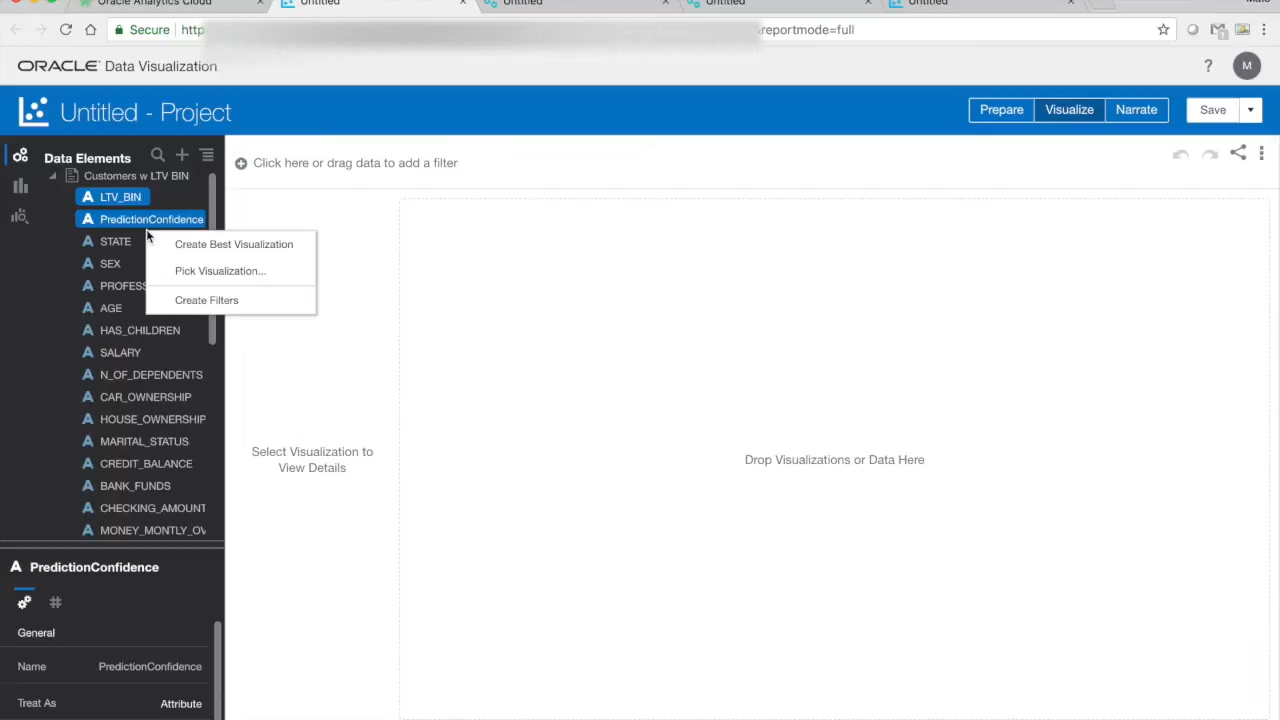 Oracle Analytics Cloud
Untitled
Untitled
Untitled
Untitled
Secure
http
reportmode=full
ORACLE Data Visualization
?
M
Untitled - Project
Prepare
Visualize
Narrate
Save
Data Elements
Click here or drag data to add a filter
Customers w LTV BIN
A LTV_BIN
A PredictionConfidence
A STATE
Create Best Visualization
A SEX
Pick Visualization...
A PROFESS
Create Filters
A AGE
A HAS_CHILDREN
A SALARY
A N_OF_DEPENDENTS
A CAR_OWNERSHIP
A HOUSE_OWNERSHIP
A MARITAL_STATUS
Select Visualization to
View Details
Drop Visualizations or Data Here
A CREDIT_BALANCE
A BANK_FUNDS
A CHECKING_AMOUNT
A MONEY_MONTLY_OV
A PredictionConfidence
General
Name PredictionConfidence
Treat As Attribute